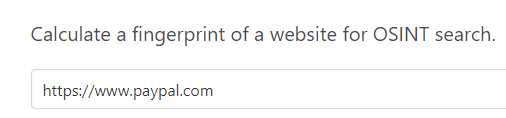 Calculate a fingerprint of a website for OSINT search.
https://www.paypal.com